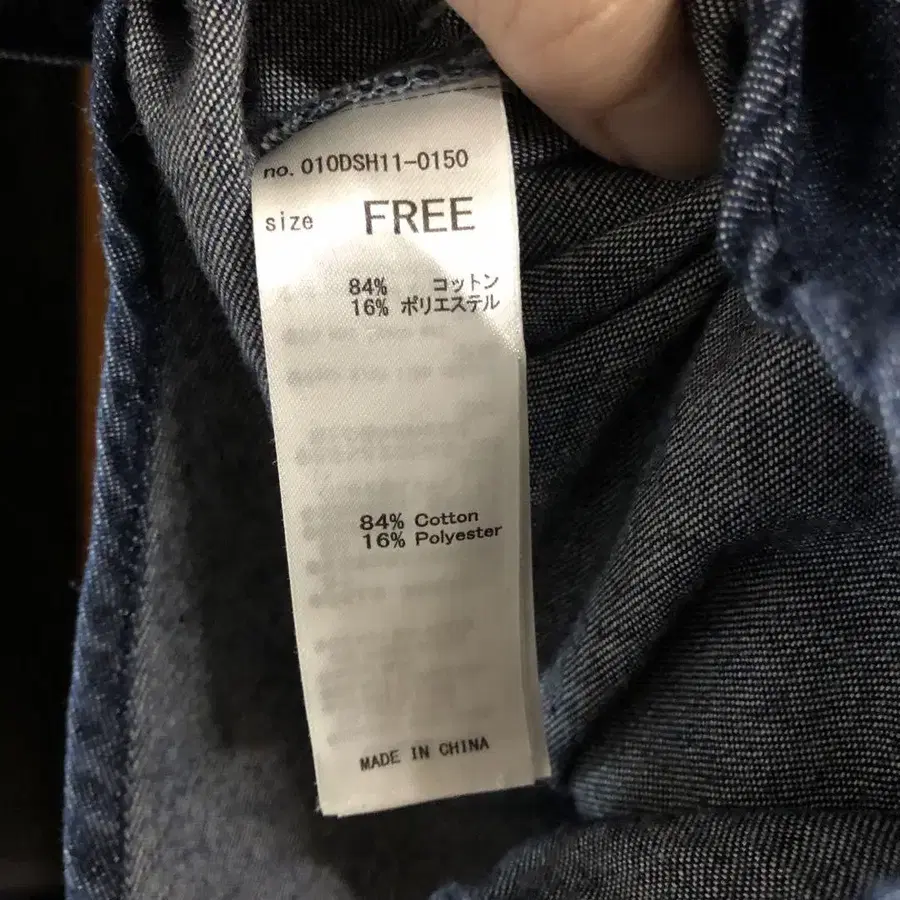 no. 010DSH11-0150
size FREE
84% コットン
16% ポリエステル
84% Cotton
16% Polyester
MADE IN CHINA